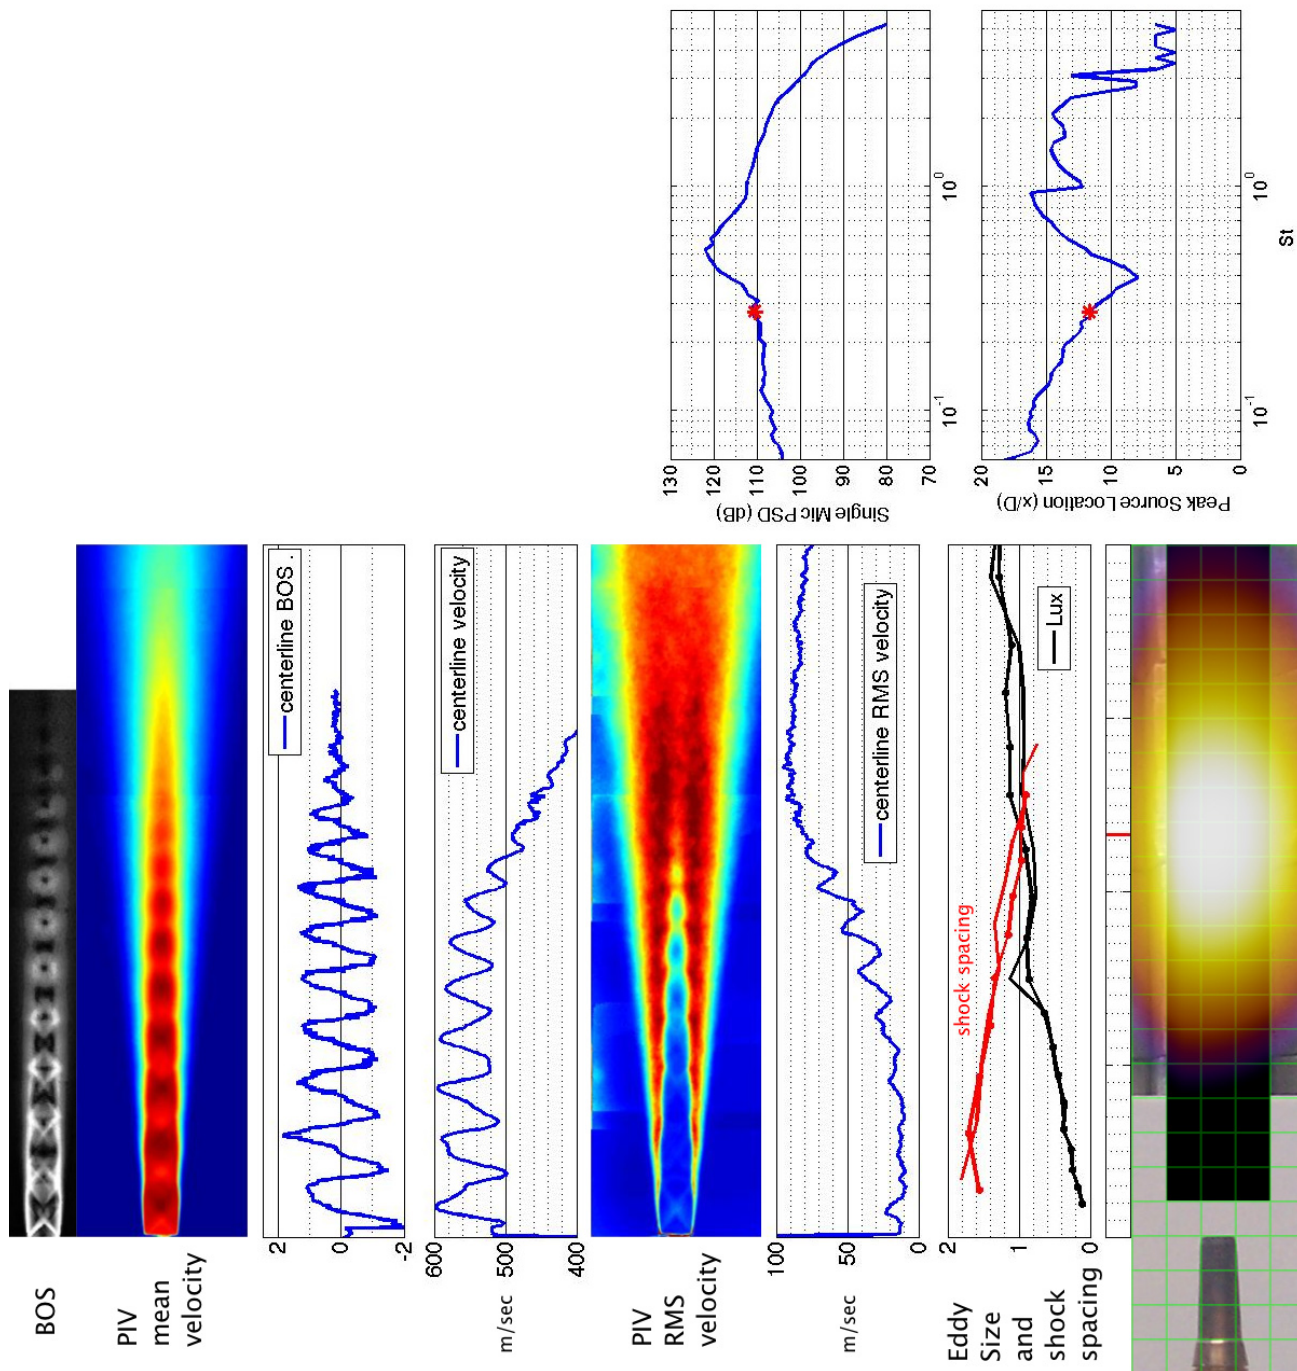 BOS
PIV
mean
velocity
2
0
-2
centerline BOS.
600
500
400
m/sec
centerline velocity
PIV
RMS
velocity
100
50
0
m/sec
centerline RMS velocity
Eddy
Size
and
shock
spacing
2
1
0
shock spacing
Lux
130
120
110
100
90
80
70
Single Mic PSD (dB)
10⁻¹
10⁰
20
15
10
5
0
Peak Source Location (x/D)
10⁻¹
10⁰
St